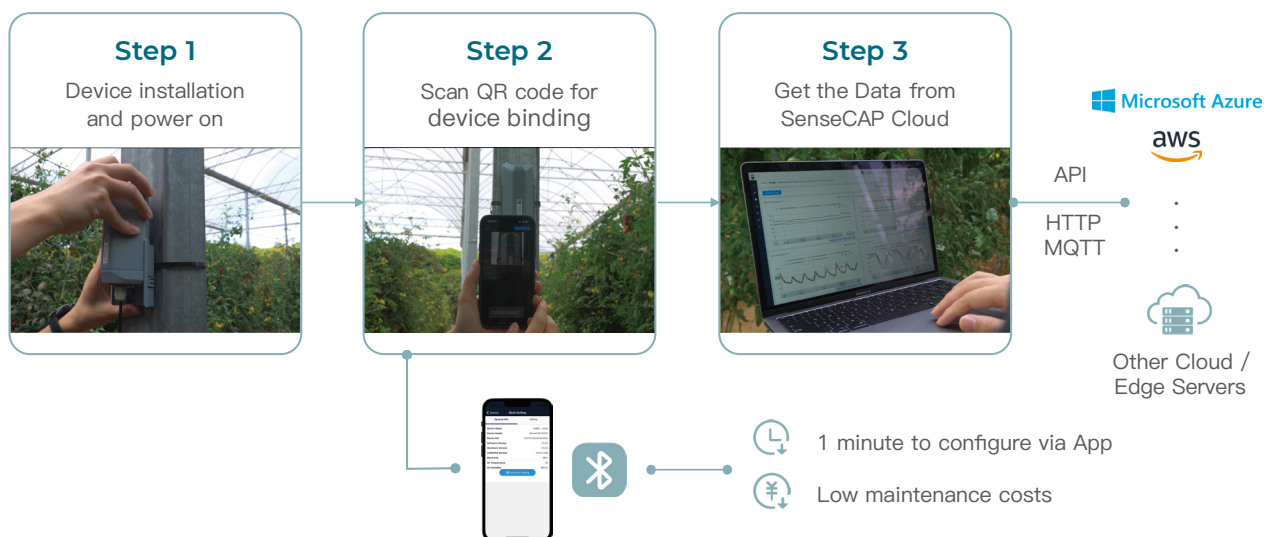 Step 1
Device installation
and power on
Step 2
Scan QR code for
device binding
Step 3
Get the Data from
SenseCAP Cloud
Microsoft Azure
aws
API
HTTP
MQTT
.
.
.
Other Cloud /
Edge Servers
1 minute to configure via App
Low maintenance costs